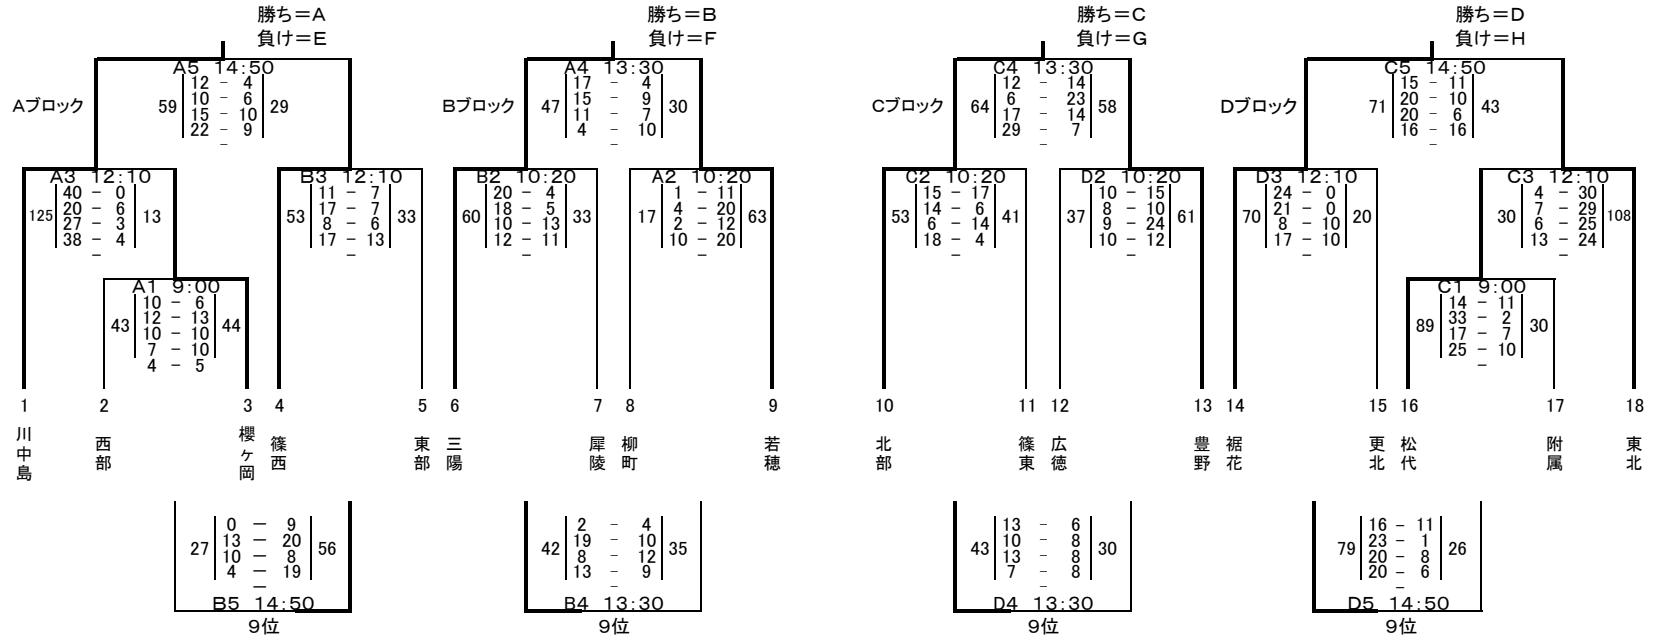 勝ち＝A 勝ち＝B 勝ち＝C 勝ち＝D
負け＝E 負け＝F 負け＝G 負け＝H
A5 14:50 A4 13:30 C4 13:30 C5 14:50
12 － 4 17 － 4 12 － 14 15 － 11
Aブロック 59 10 － 6 29 Bブロック 47 15 － 9 30 Cブロック 64 6 － 23 58 Dブロック 71 20 － 10 43
15 － 10 11 － 7 17 － 14 20 － 6
22 － 9 4 － 10 29 － 7 16 － 16
－ － － －
A3 12:10 B3 12:10 B2 10:20 A2 10:20 C2 10:20 D2 10:20 D3 12:10 C3 12:10
40 － 0 11 － 7 20 － 4 1 － 11 15 － 17 10 － 15 24 － 0 4 － 30
125 20 － 6 13 53 17 － 7 33 60 18 － 5 33 17 4 － 20 63 53 14 － 6 41 37 8 － 10 61 70 21 － 0 20 30 7 － 29 108
27 － 3 8 － 6 10 － 13 2 － 12 6 － 14 9 － 24 8 － 10 6 － 25
38 － 4 17 － 13 12 － 11 10 － 20 18 － 4 10 － 12 17 － 10 13 － 24
－ － － － － － － －
A1 9:00 C1 9:00
10 － 6 14 － 11
43 12 － 13 44 89 33 － 2 30
10 － 10 17 － 7
7 － 10 25 － 10
4 － 5 －
1 2 3 4 5 6 7 8 9 10 11 12 13 14 15 16 17 18
川中島 西部 櫻ヶ岡 篠西 東部 三陽 犀陵 柳町 若穂 北部 篠東 広徳 豊野 裾花 更北 松代 附属 東北
0 － 9 2 － 4 13 － 6 16 － 11
27 13 － 20 56 42 19 － 10 35 43 10 － 8 30 79 23 － 1 26
10 － 8 8 － 12 13 － 8 20 － 8
4 － 19 13 － 9 7 － 8 20 － 6
－ － － －
B5 14:50 B4 13:30 D4 13:30 D5 14:50
9位 9位 9位 9位